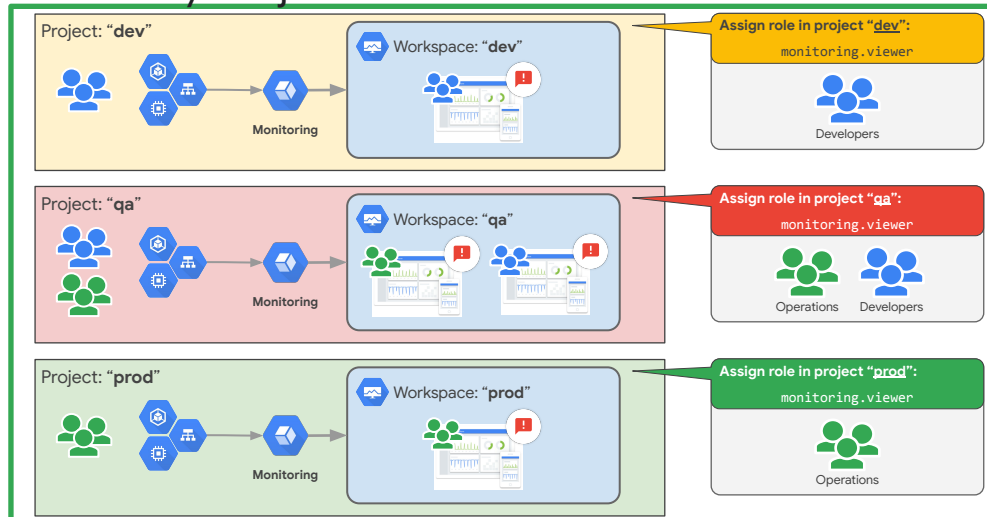 Project: "dev"
Workspace: "dev"
Monitoring
Assign role in project "dev":
monitoring.viewer
Developers
Project: "qa"
Workspace: "qa"
Monitoring
Assign role in project "qa":
monitoring.viewer
Operations
Developers
Project: "prod"
Workspace: "prod"
Monitoring
Assign role in project "prod":
monitoring.viewer
Operations